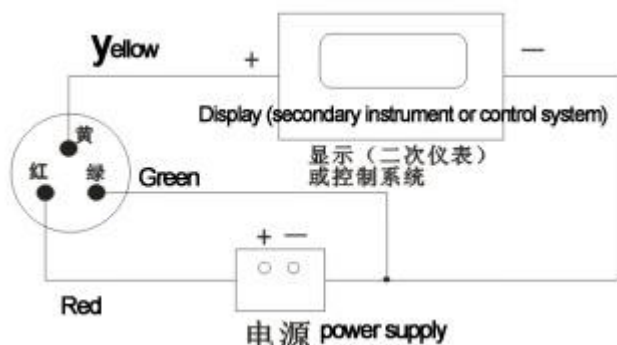 Yellow
+
—
Display (secondary instrument or control system)
显示（二次仪表）
或控制系统
黄
红
绿
Green
+ —
Red
电源 power supply